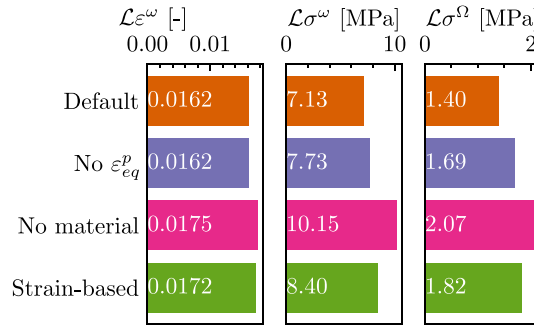 ℒε^ω [-] ℒσ^ω [MPa] ℒσ^Ω [MPa]
0.00 0.01 0 10 0 2
Default 0.0162 7.13 1.40
No ε^p_eq 0.0162 7.73 1.69
No material 0.0175 10.15 2.07
Strain-based 0.0172 8.40 1.82